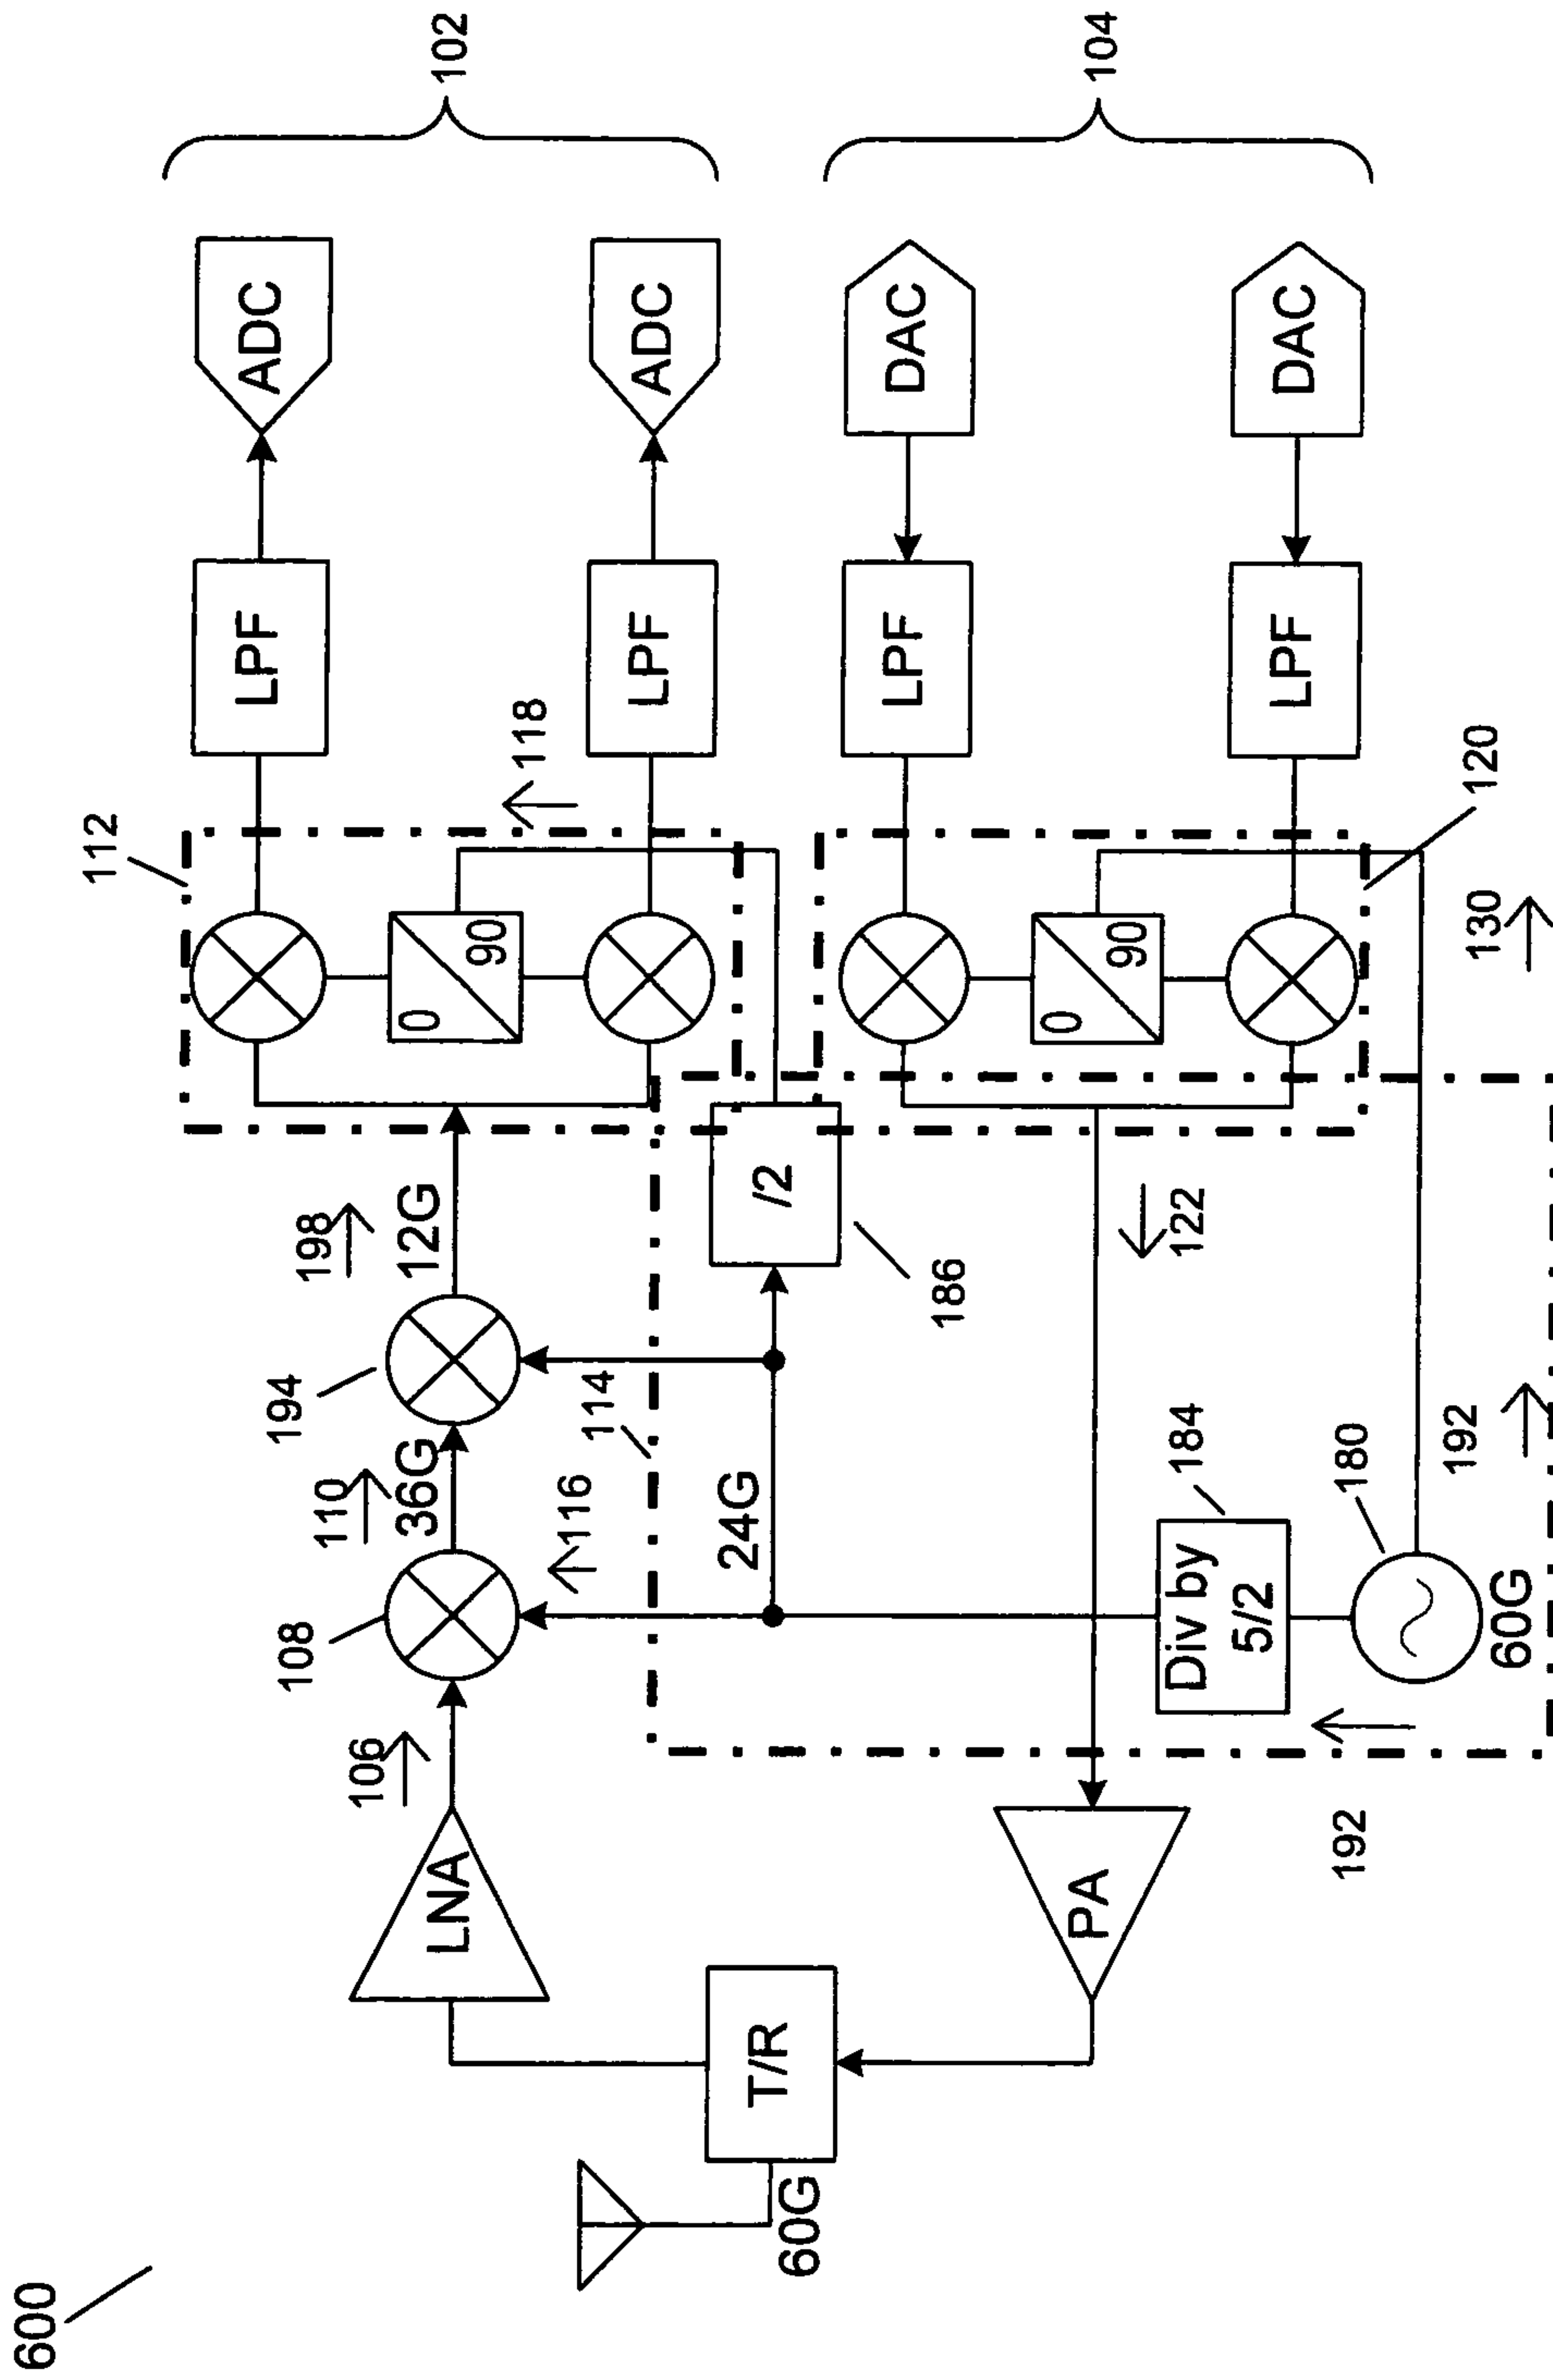 600
102
104
ADC
ADC
DAC
DAC
LPF
LPF
LPF
LPF
118
112
120
130
0
90
0
90
198
12G
/2
186
122
194
110
36G
114
116
24G
184
192
180
108
Div by
5/2
60G
106
192
LNA
PA
T/R
60G